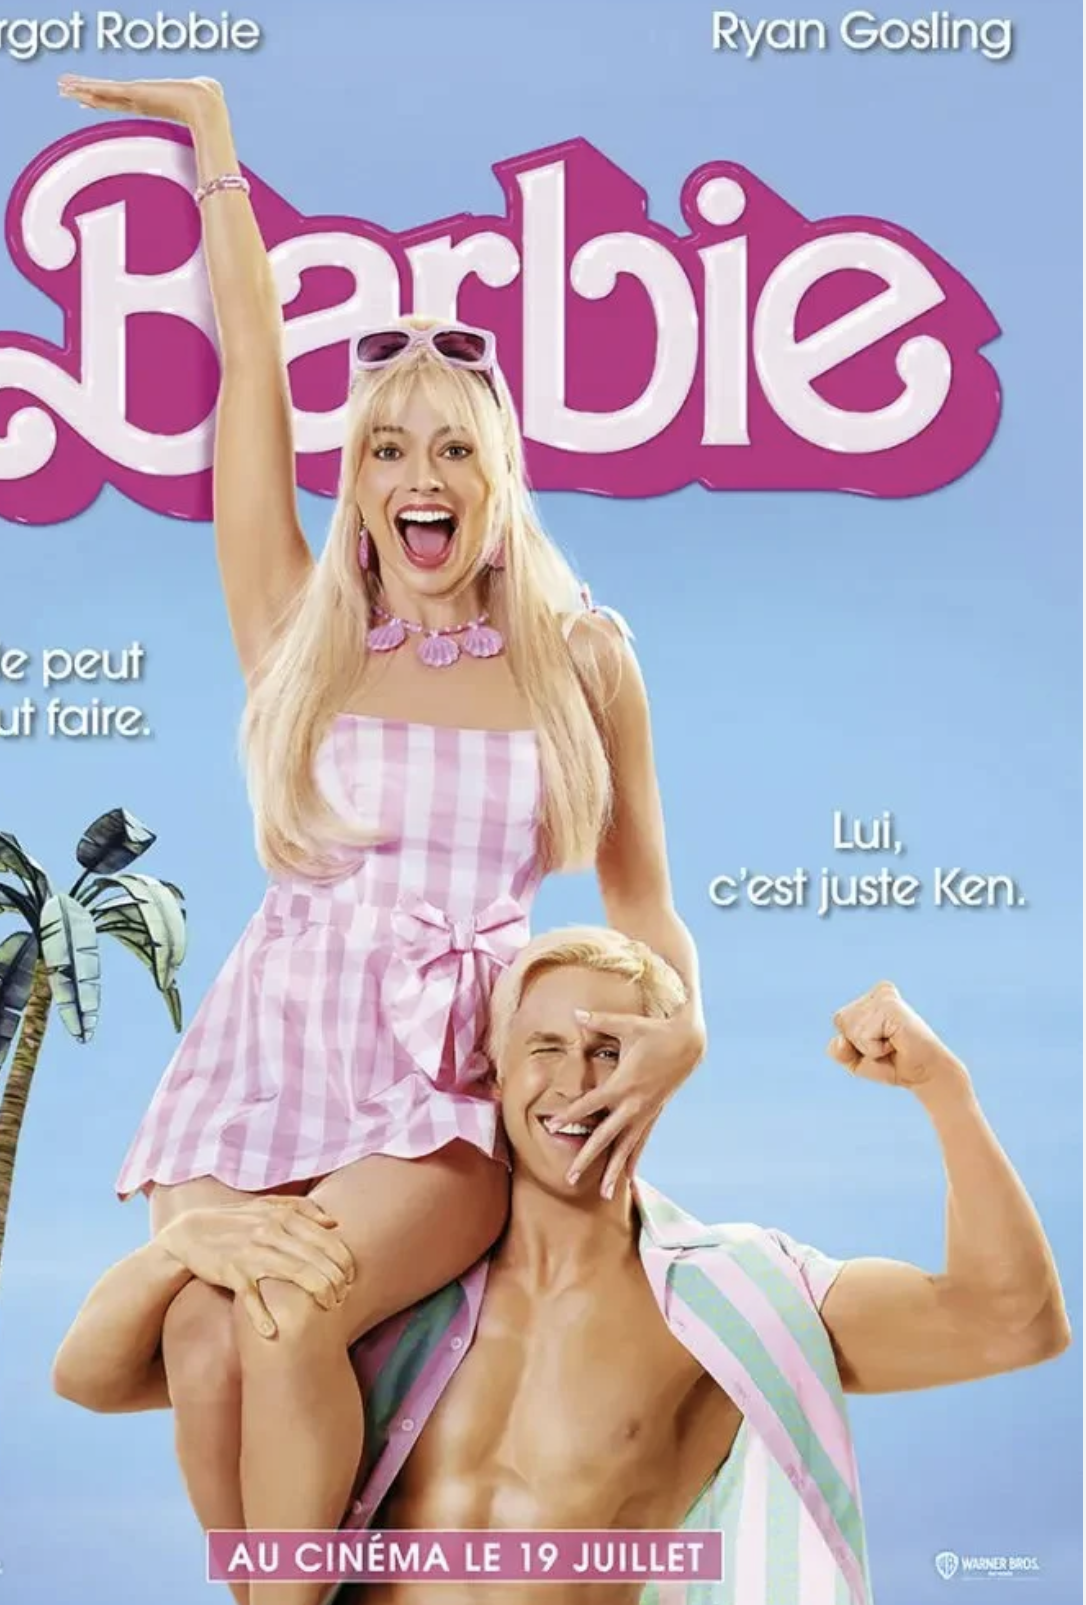 rgot Robbie
Ryan Gosling
Barbie
e peut
ut faire.
Lui,
c'est juste Ken.
AU CINÉMA LE 19 JUILLET
WARNER BROS.